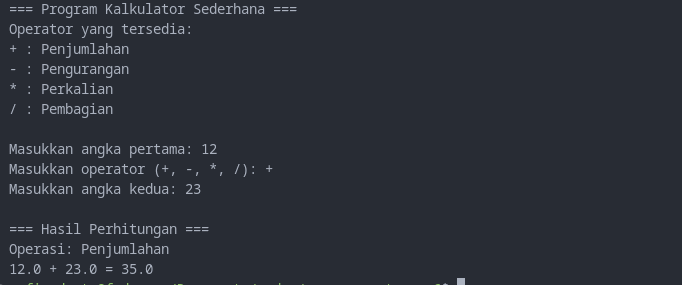 === Program Kalkulator Sederhana ===
Operator yang tersedia:
+ : Penjumlahan
- : Pengurangan
* : Perkalian
/ : Pembagian
Masukkan angka pertama: 12
Masukkan operator (+, -, *, /): +
Masukkan angka kedua: 23
=== Hasil Perhitungan ===
Operasi: Penjumlahan
12.0 + 23.0 = 35.0